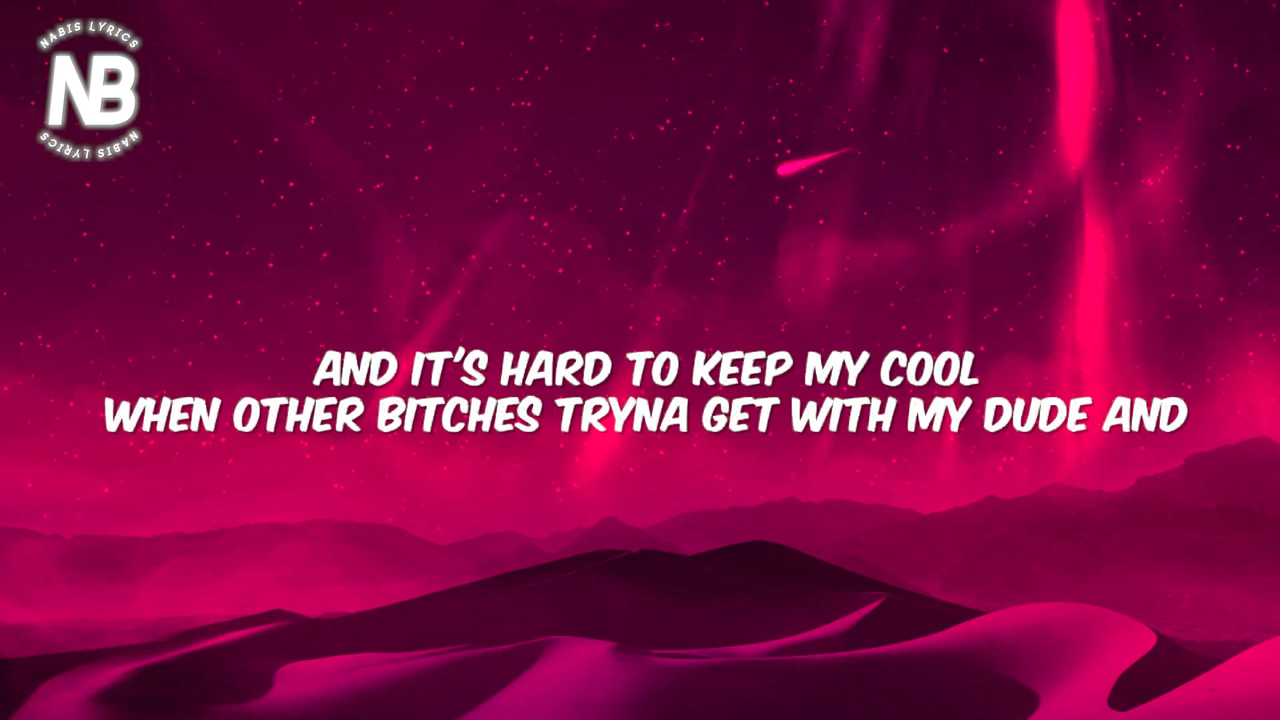 NABIS LYRICS
NB
NABIS LYRICS
AND IT'S HARD TO KEEP MY COOL
WHEN OTHER BITCHES TRYNA GET WITH MY DUDE AND